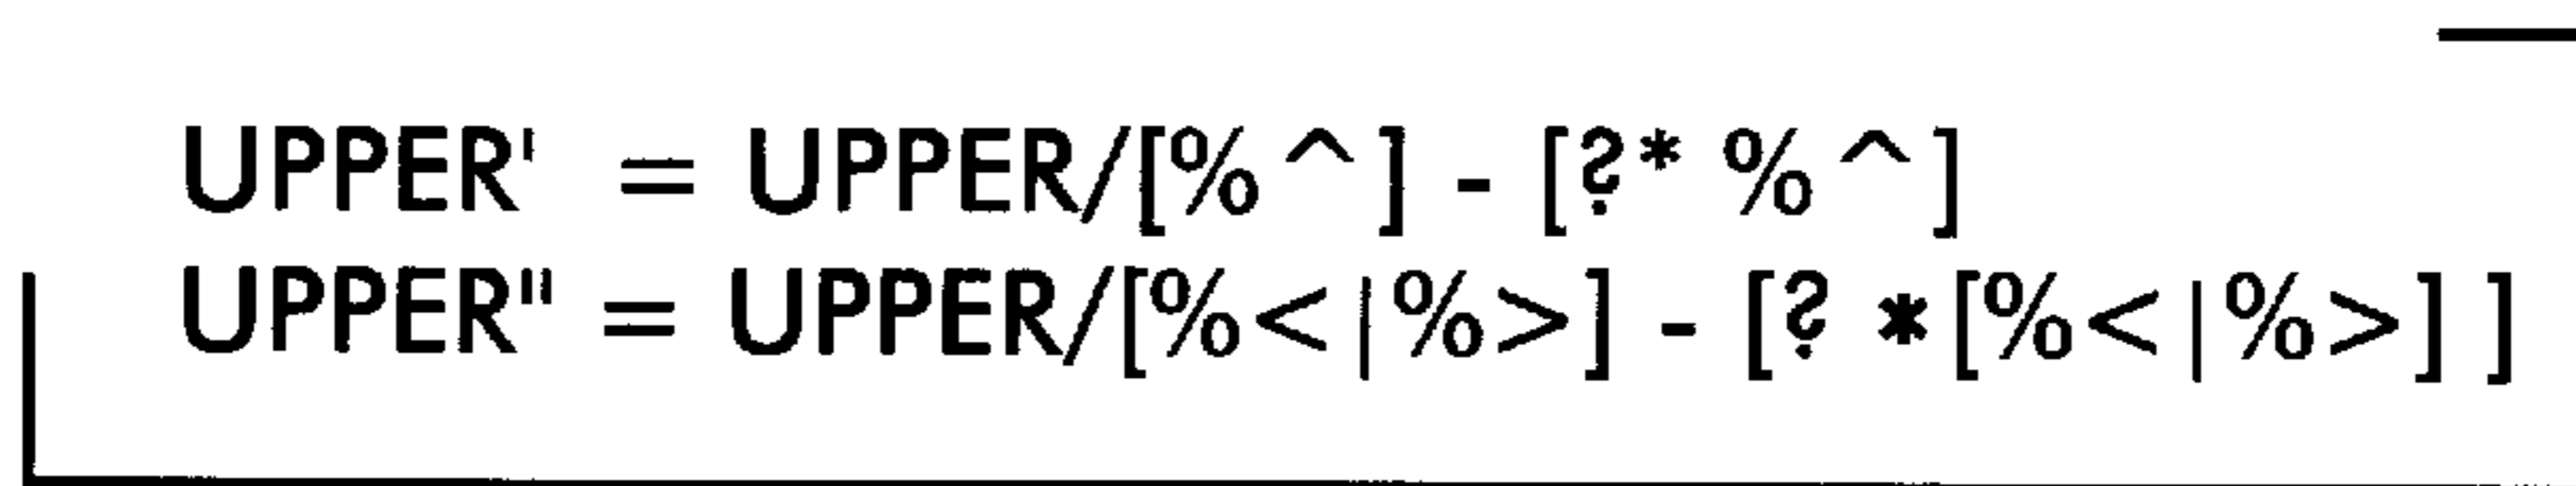 UPPER' = UPPER/[%^] - [?* %^]
UPPER" = UPPER/[%<|%>] - [? *[%<|%>] ]